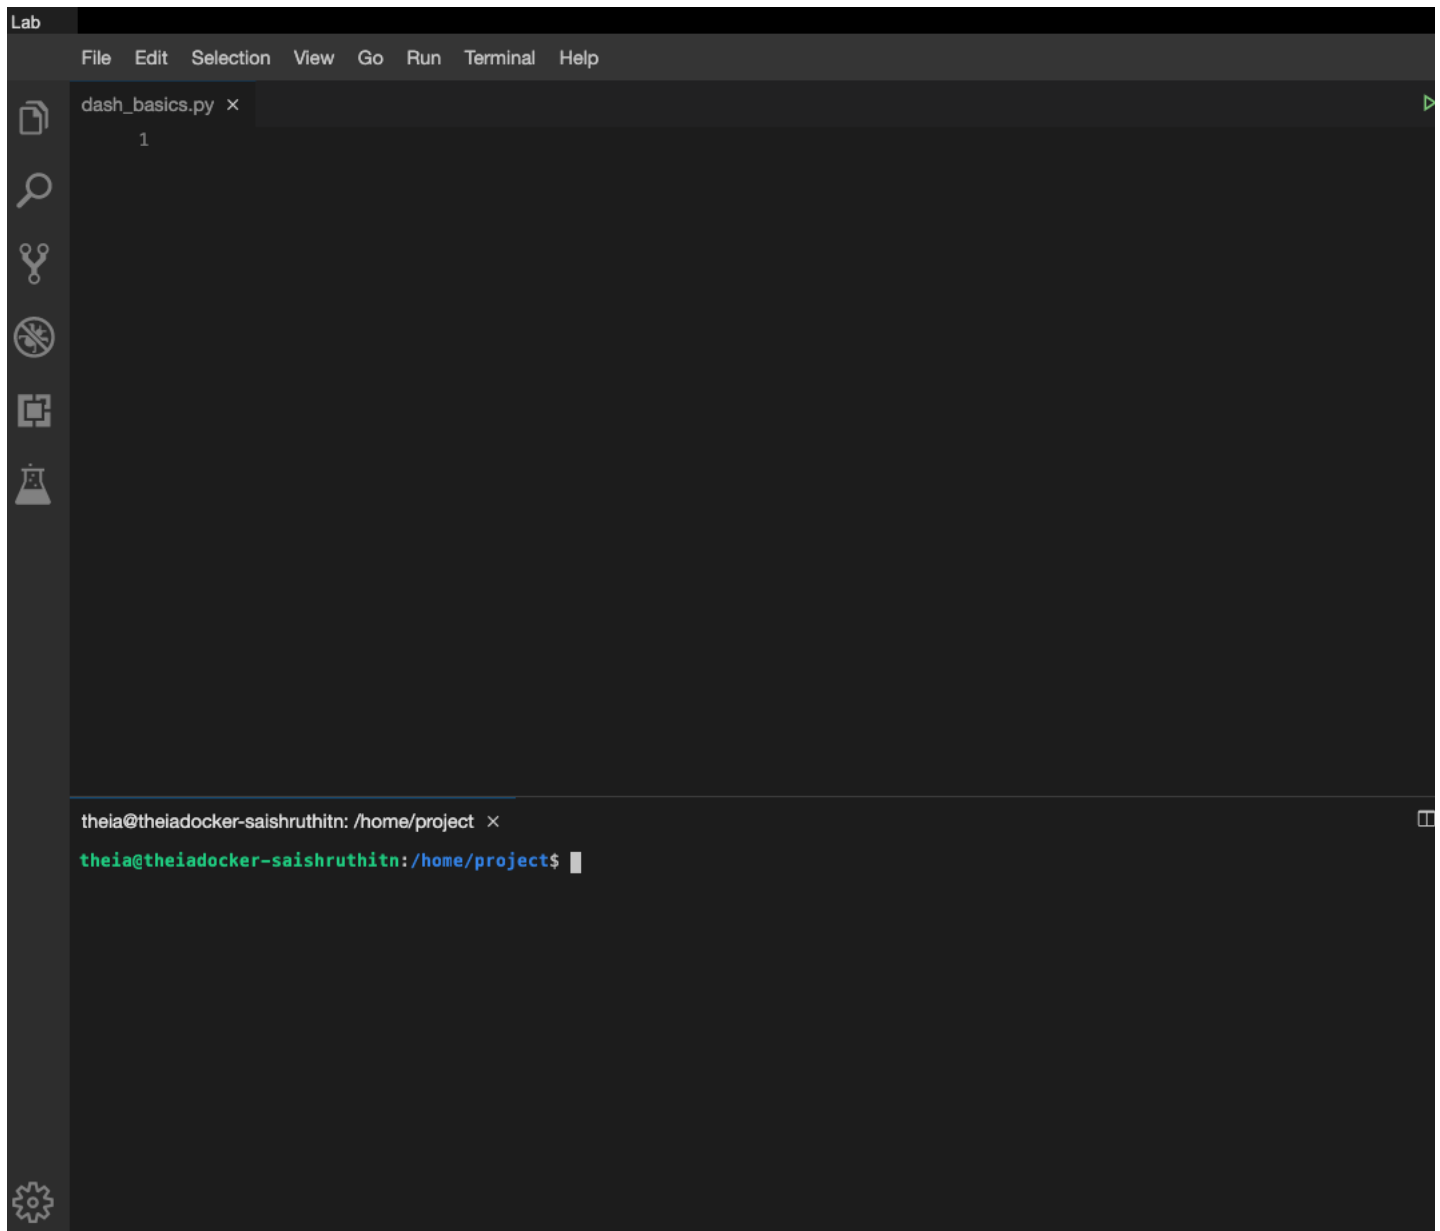 Lab
File Edit Selection View Go Run Terminal Help
dash_basics.py ×
1
theia@theiadocker-saishruthitn: /home/project ×
theia@theiadocker-saishruthitn:/home/project$